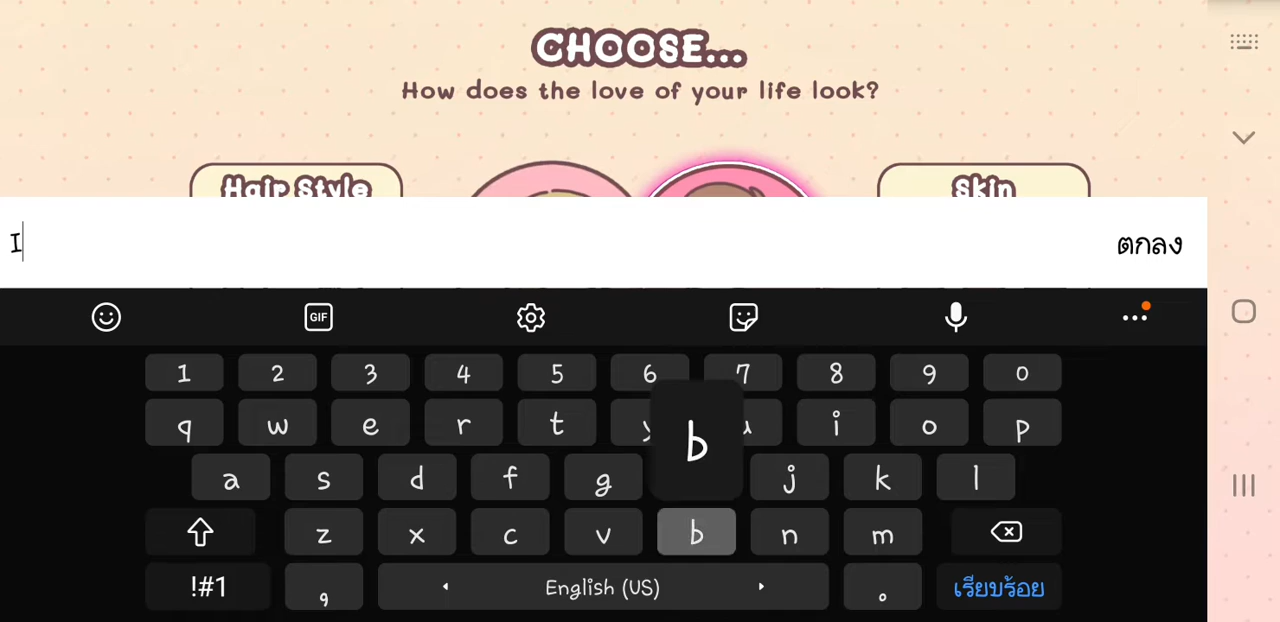 CHOOSE...
How does the love of your life look?
Hair Style
Skin
I
ตกลง
GIF
1 2 3 4 5 6 7 8 9 0
q w e r t y u i o p
b
a s d f g j k l
z x c v b n m
!#1 , English (US) . เรียบร้อย